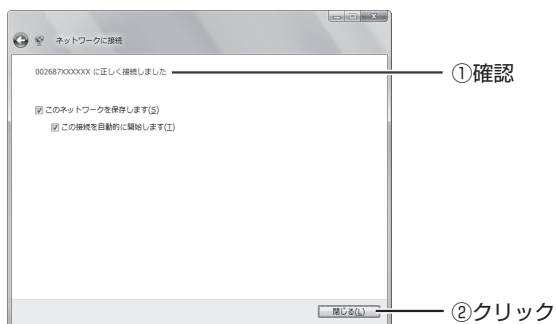 ネットワークに接続
002687XXXXXX に正しく接続しました
①確認
このネットワークを保存します(S)
この接続を自動的に開始します(T)
閉じる(L)
②クリック